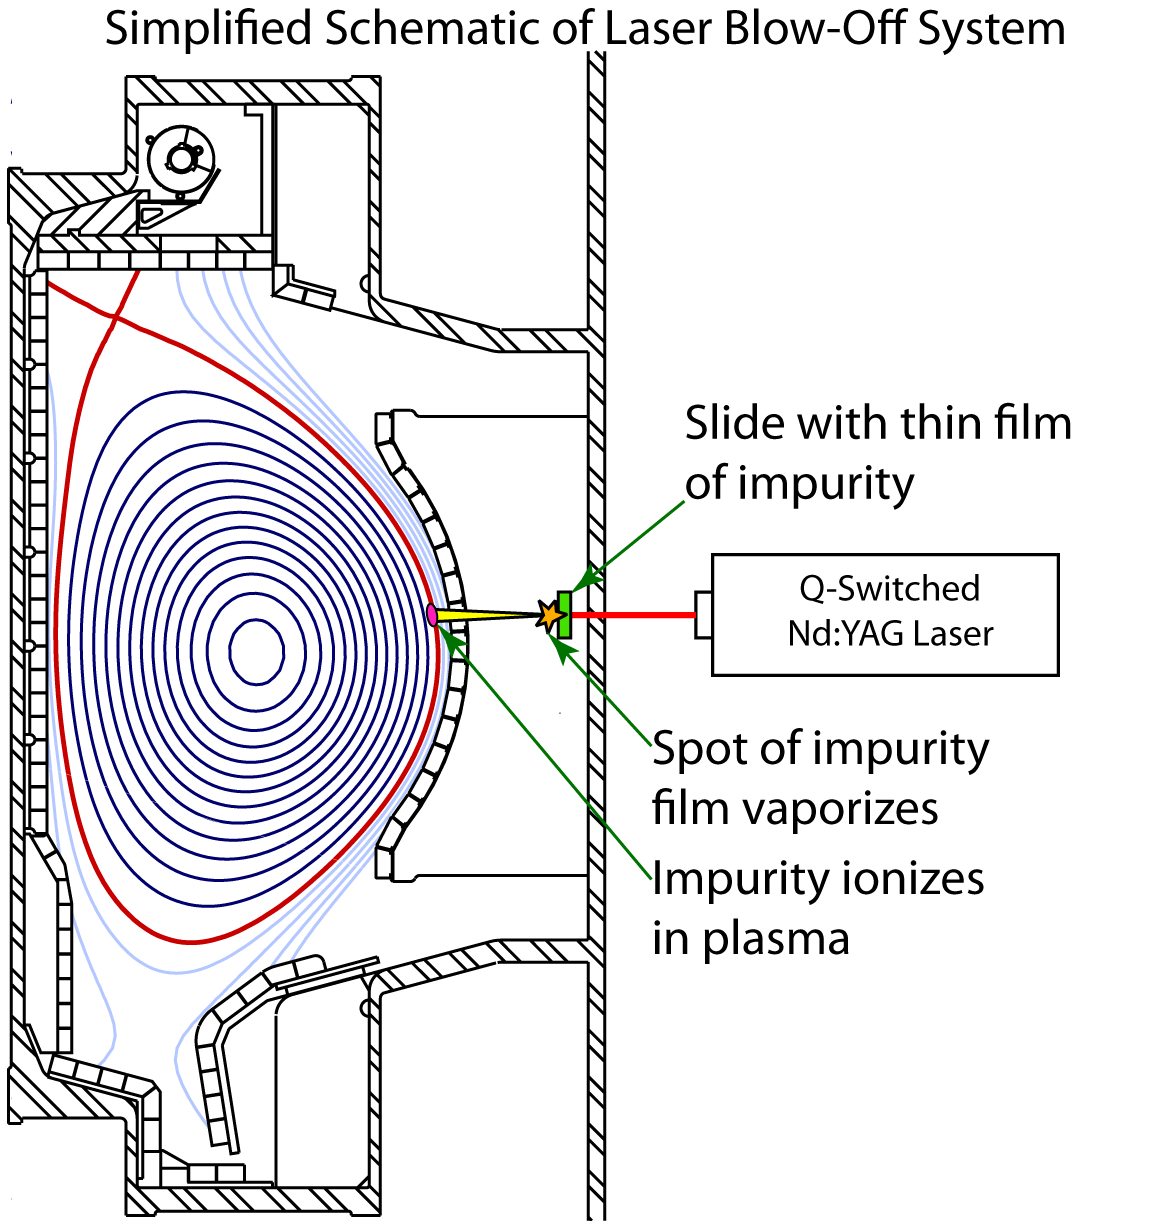 Simplified Schematic of Laser Blow-Off System
Slide with thin film
of impurity
Q-Switched
Nd:YAG Laser
Spot of impurity
film vaporizes
Impurity ionizes
in plasma